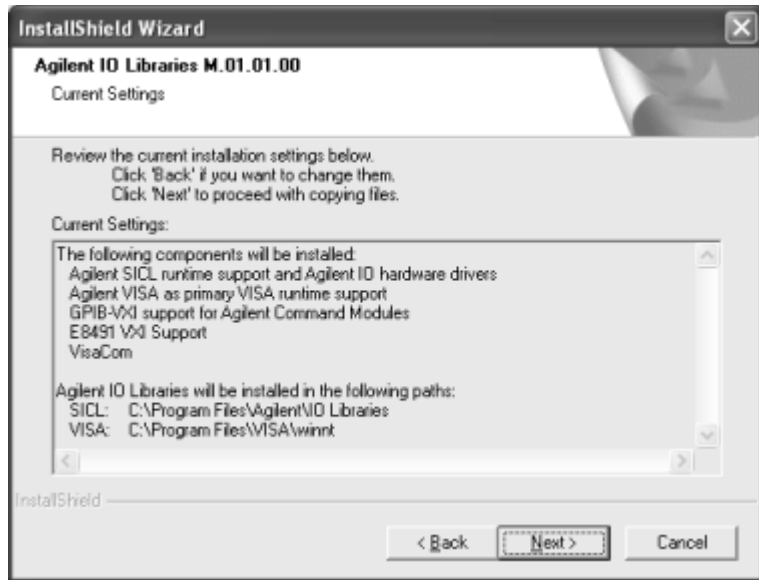 InstallShield Wizard
Agilent IO Libraries M.01.01.00
Current Settings
Review the current installation settings below.
Click 'Back' if you want to change them.
Click 'Next' to proceed with copying files.
Current Settings:
The following components will be installed:
Agilent SICL runtime support and Agilent IO hardware drivers
Agilent VISA as primary VISA runtime support
GPIB-VXI support for Agilent Command Modules
E8491 VXI Support
VisaCom
Agilent IO Libraries will be installed in the following paths:
SICL: C:\Program Files\Agilent\IO Libraries
VISA: C:\Program Files\VISA\winnt
InstallShield
< Back
Next >
Cancel